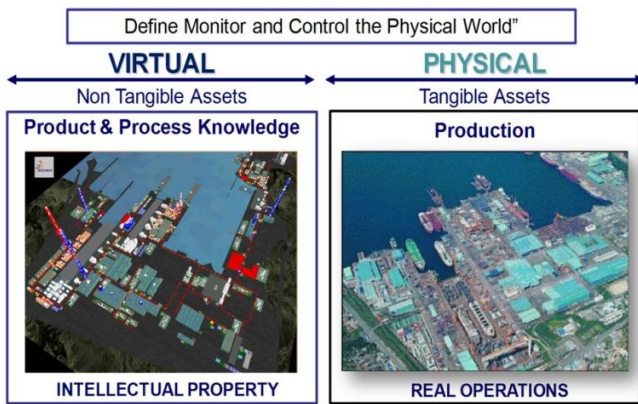 Define Monitor and Control the Physical World”
VIRTUAL
PHYSICAL
Non Tangible Assets
Tangible Assets
Product & Process Knowledge
Production
INTELLECTUAL PROPERTY
REAL OPERATIONS